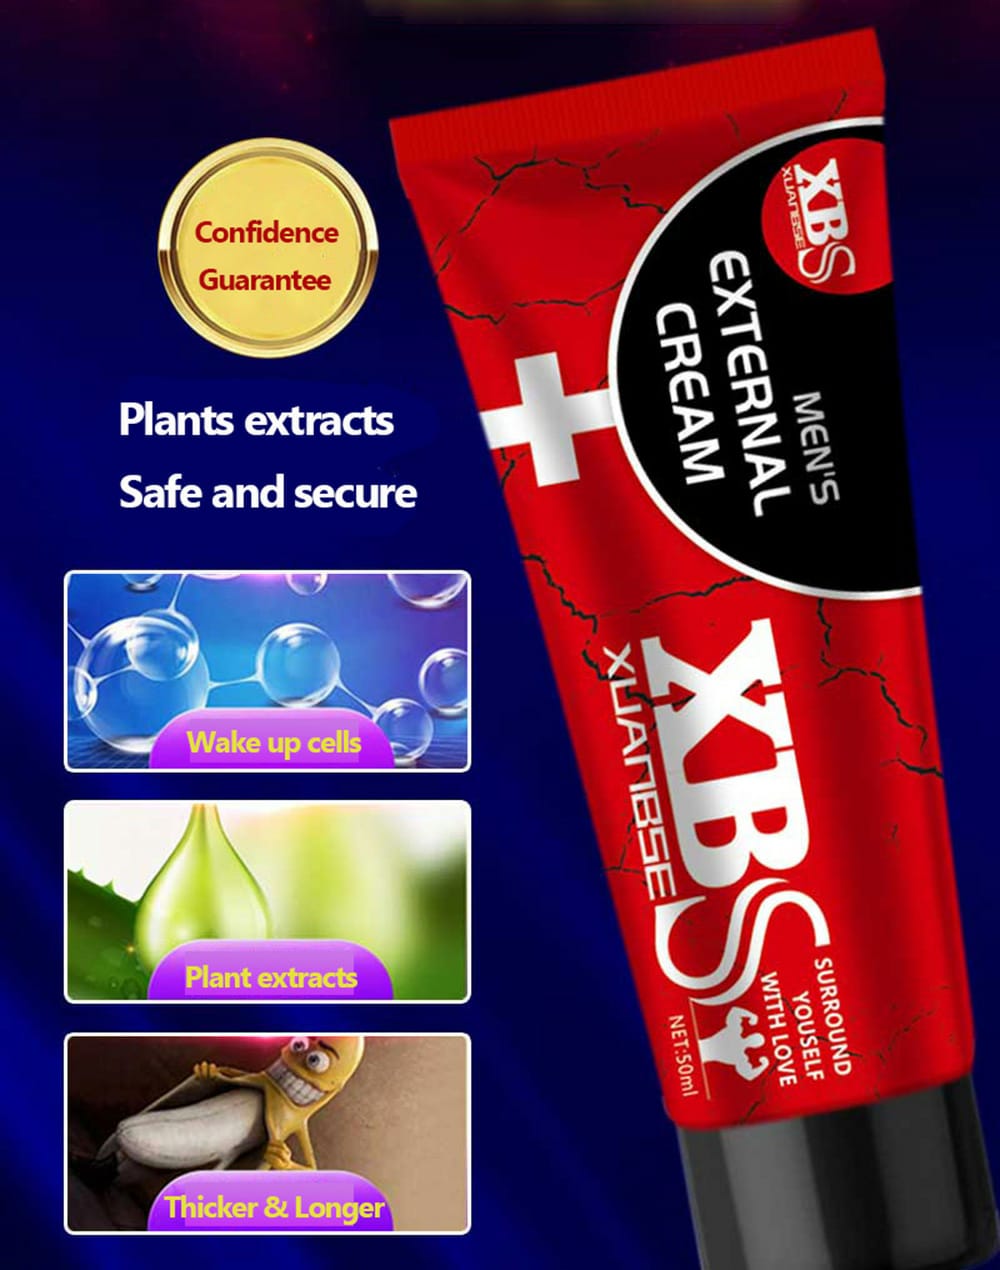 Confidence
Guarantee
Plants extracts
Safe and secure
Wake up cells
Plant extracts
Thicker & Longer
XBS
XUANBSE
MEN'S
EXTERNAL
CREAM
XBS
XUANBSE
SURROUND
YOUSELF
WITH LOVE
NET:50ml